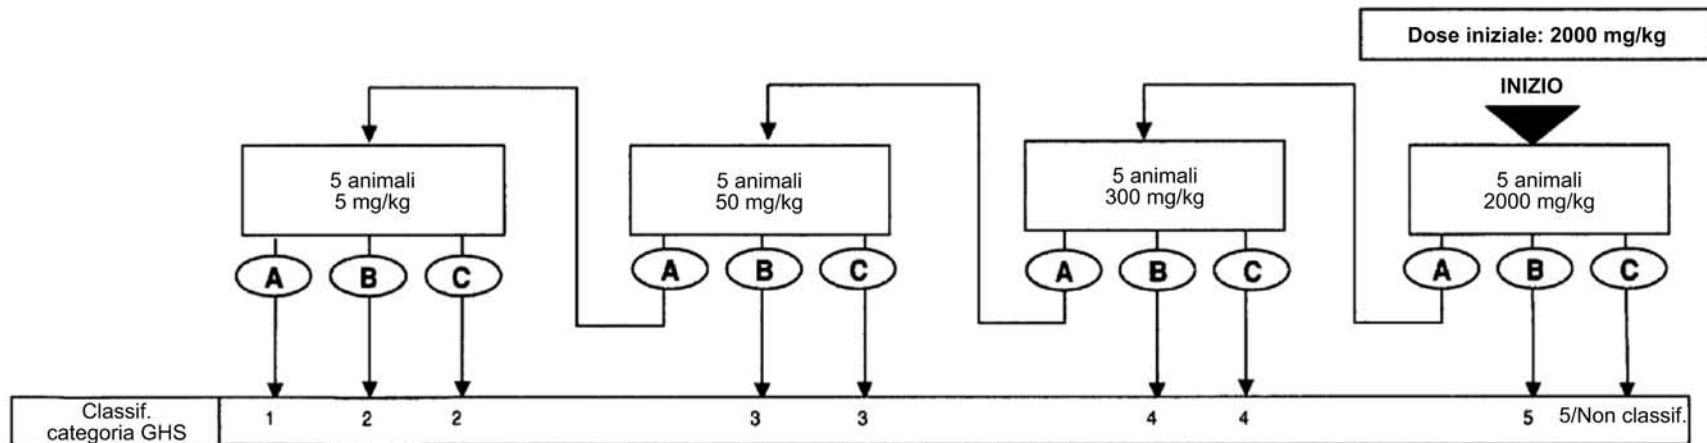 Dose iniziale: 2000 mg/kg
INIZIO
5 animali
5 mg/kg
5 animali
50 mg/kg
5 animali
300 mg/kg
5 animali
2000 mg/kg
A B C
A B C
A B C
A B C
Classif.
categoria GHS
1 2 2 3 3 4 4 5 5/Non classif.